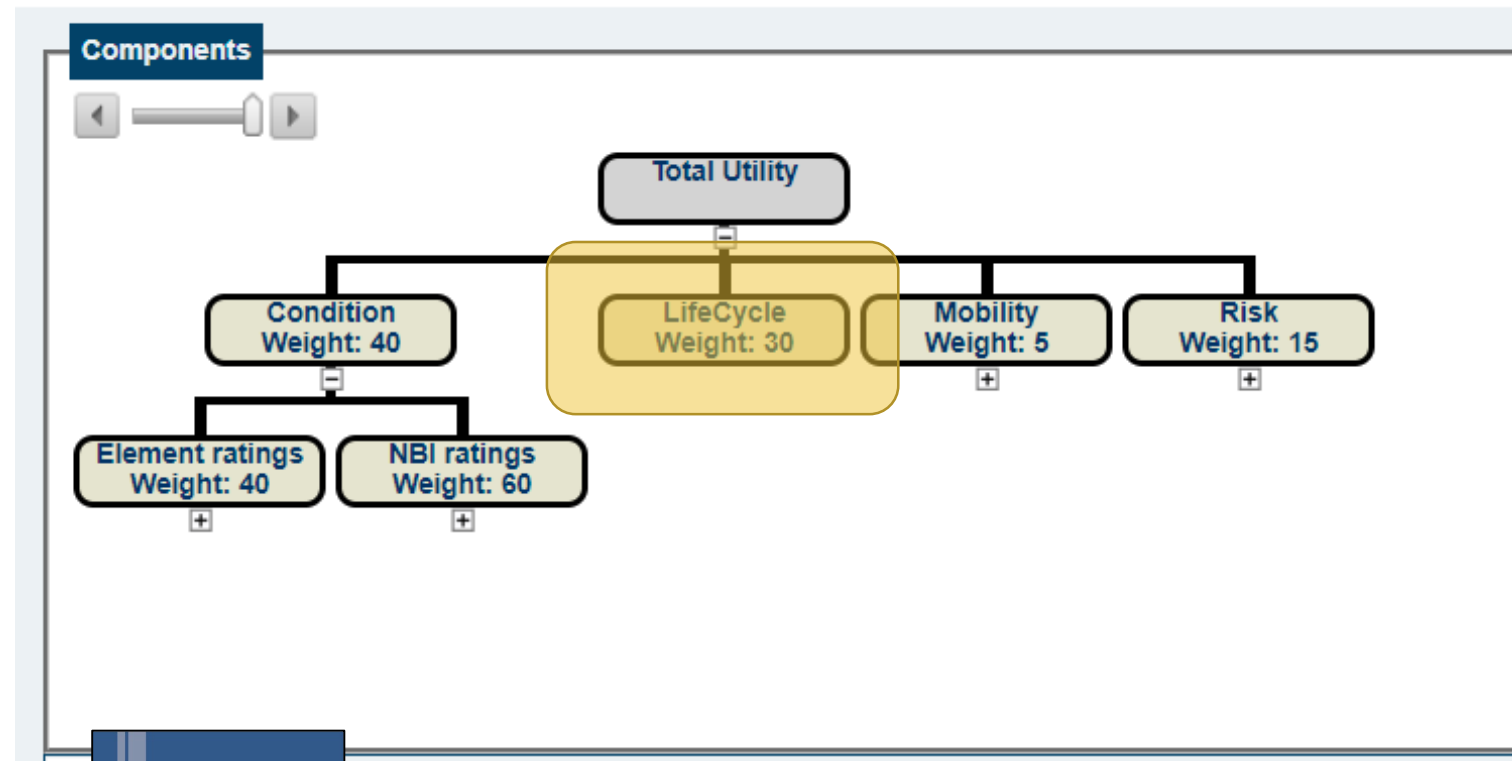 Components
Total Utility
Condition
Weight: 40
LifeCycle
Weight: 30
Mobility
Weight: 5
Risk
Weight: 15
Element ratings
Weight: 40
NBI ratings
Weight: 60